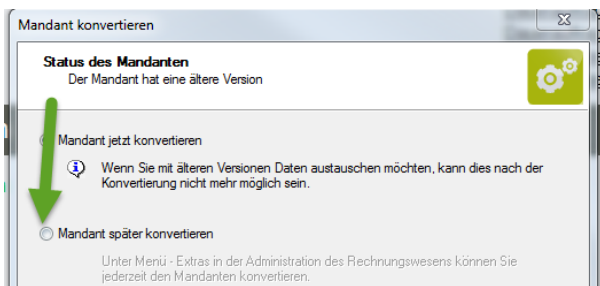 Mandant konvertieren
Status des Mandanten
Der Mandant hat eine ältere Version
Mandant jetzt konvertieren
Wenn Sie mit älteren Versionen Daten austauschen möchten, kann dies nach der
Konvertierung nicht mehr möglich sein.
Mandant später konvertieren
Unter Menü - Extras in der Administration des Rechnungswesens können Sie
jederzeit den Mandanten konvertieren.